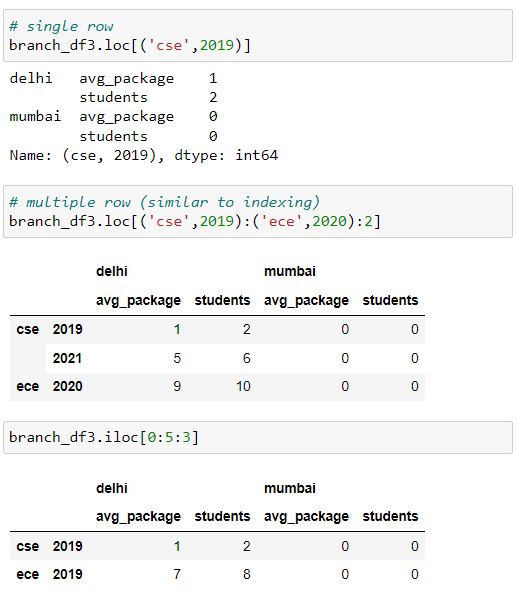 # single row
branch_df3.loc[('cse',2019)]
delhi avg_package 1
students 2
mumbai avg_package 0
students 0
Name: (cse, 2019), dtype: int64
# multiple row (similar to indexing)
branch_df3.loc[('cse',2019):('ece',2020):2]
delhi mumbai
avg_package students avg_package students
cse 2019 1 2 0 0
2021 5 6 0 0
ece 2020 9 10 0 0
branch_df3.iloc[0:5:3]
delhi mumbai
avg_package students avg_package students
cse 2019 1 2 0 0
ece 2019 7 8 0 0